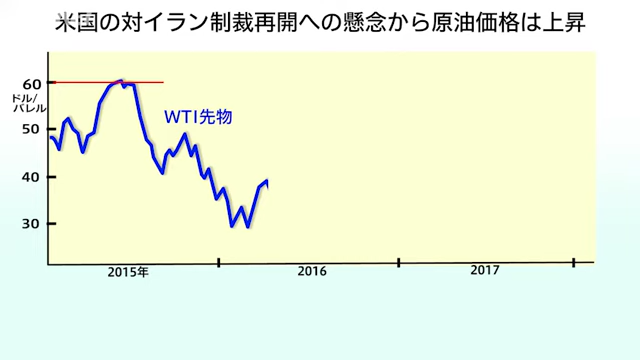 米国の対イラン制裁再開への懸念から原油価格は上昇
60
ドル/
バレル
WTI先物
50
40
30
2015年
2016
2017